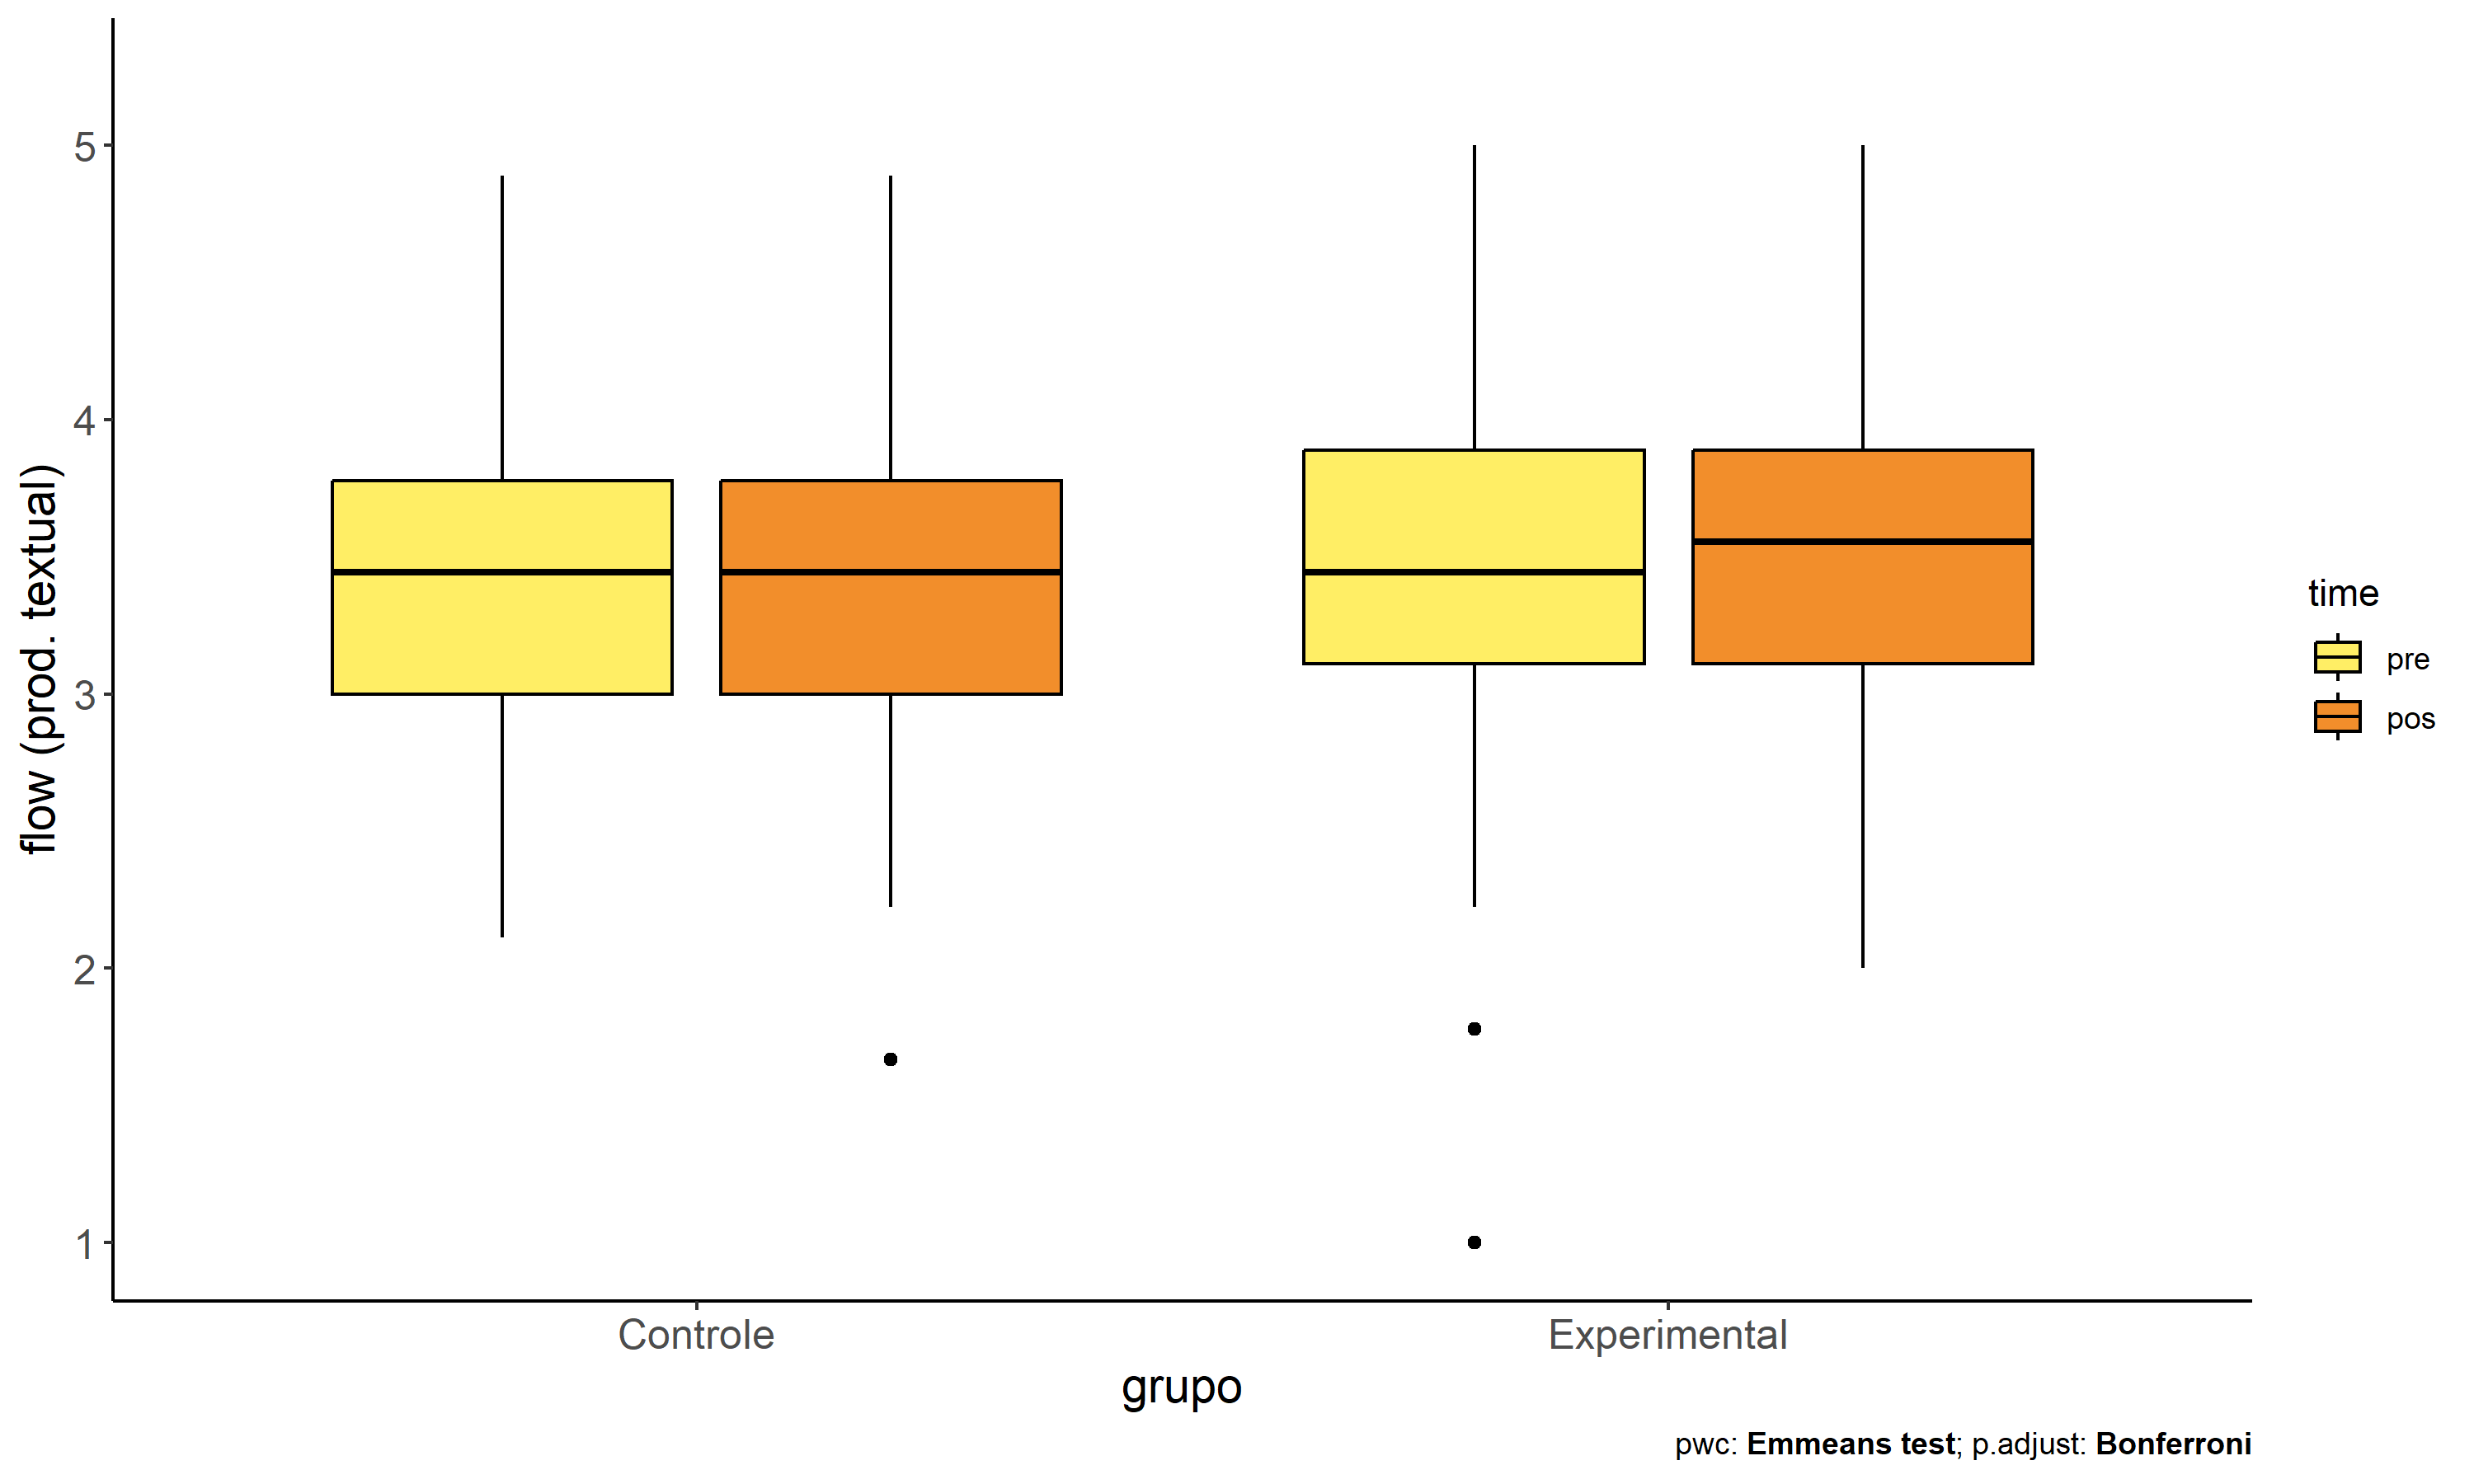 flow (prod. textual)
5
4
3
2
1
Controle
Experimental
grupo
time
pre
pos
pwc: Emmeans test; p.adjust: Bonferroni